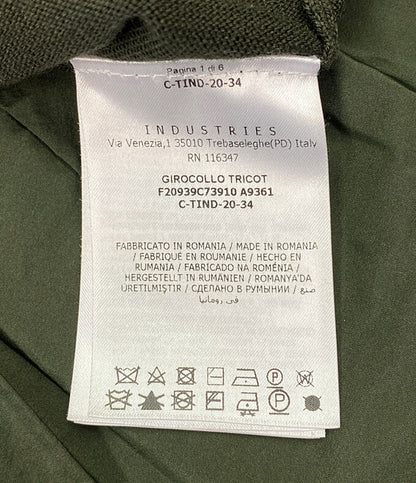 Pagina 1 di 6
C-TIND-20-34
INDUSTRIES
Via Venezia,1 35010 Trebaseleghe(PD) Italy
RN 116347
GIROCOLLO TRICOT
F20939C73910 A9361
C-TIND-20-34
FABBRICATO IN ROMANIA / MADE IN ROMANIA
/ FABRIQUÉ EN ROUMANIE / HECHO EN
RUMANIA / FABRICADO NA ROMÉNIA /
HERGESTELLT IN RUMÄNIEN / ROMANYA'DA
ÜRETILMIŞTIR / СДЕЛАНО В РУМЫНИИ / صنع
في رومانيا